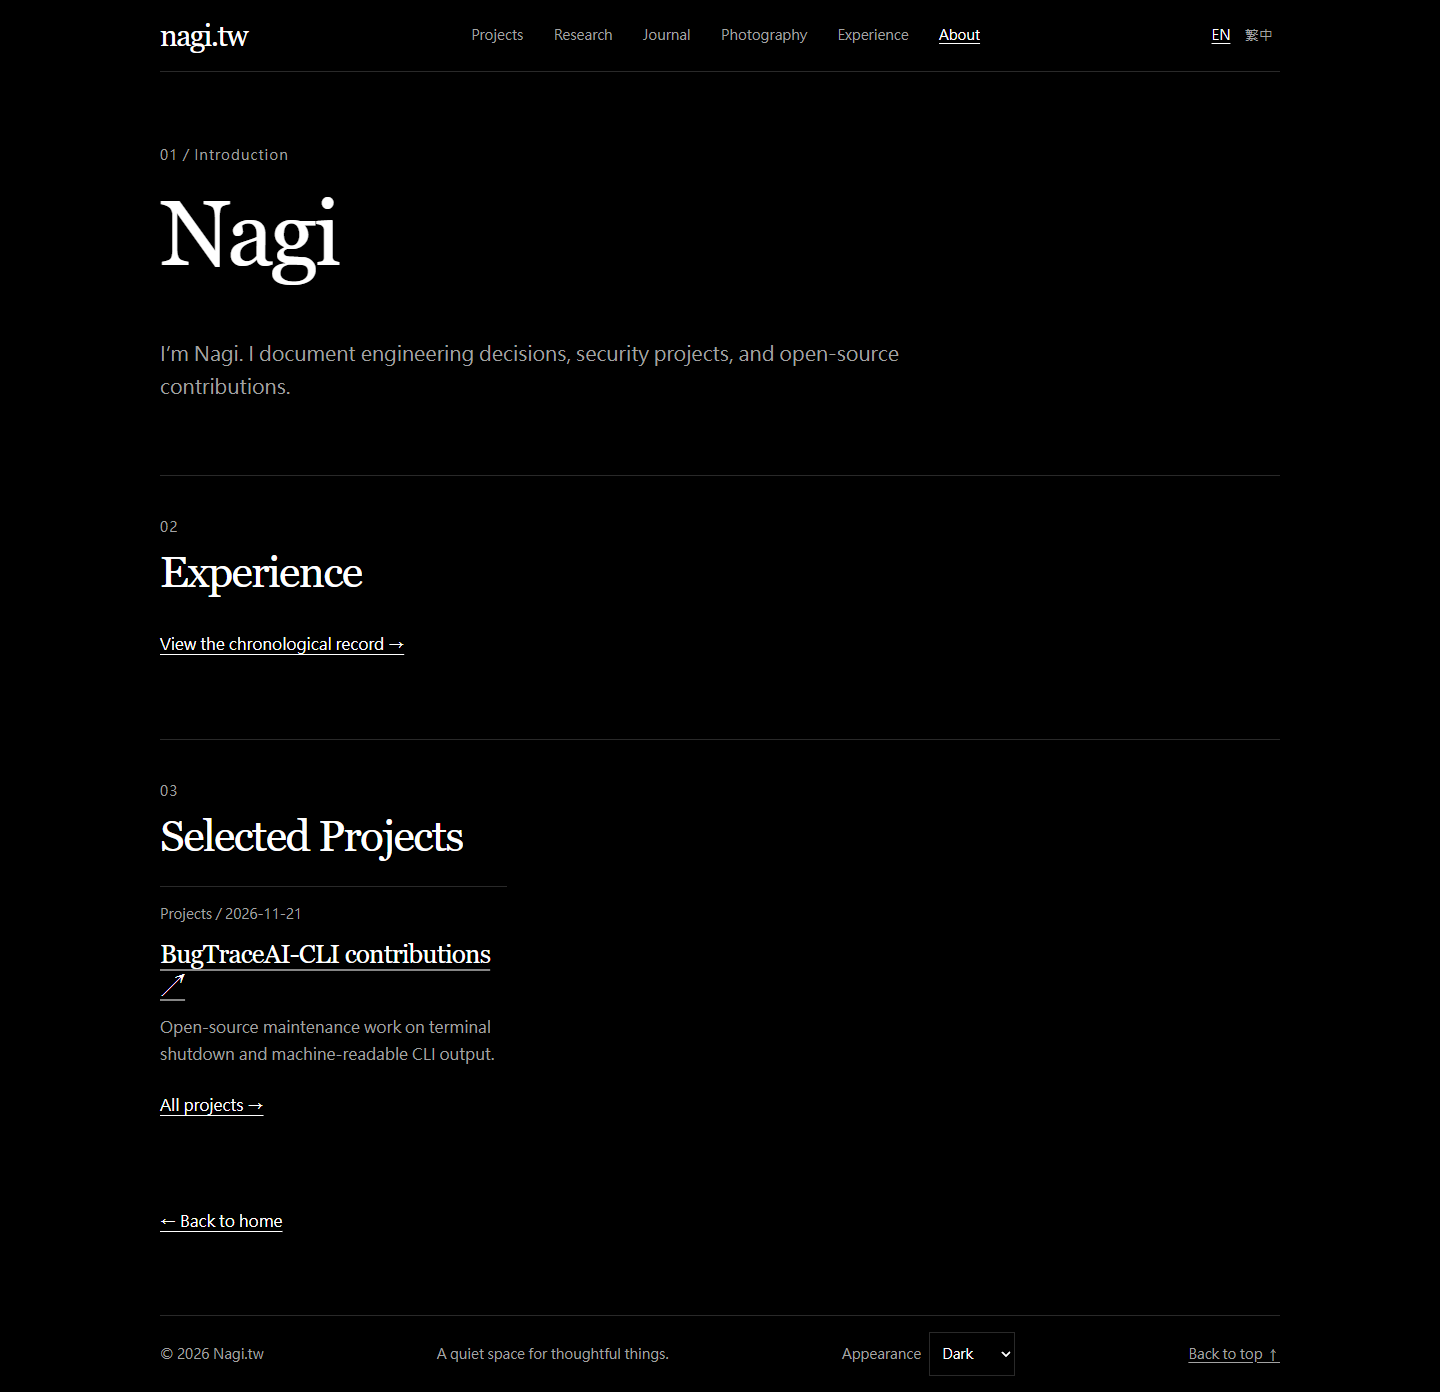 nagi.tw
Projects Research Journal Photography Experience About
EN 繁中
01 / Introduction
Nagi
I’m Nagi. I document engineering decisions, security projects, and open-source
contributions.
02
Experience
View the chronological record →
03
Selected Projects
Projects / 2026-11-21
BugTraceAI-CLI contributions
↗
Open-source maintenance work on terminal
shutdown and machine-readable CLI output.
All projects →
← Back to home
© 2026 Nagi.tw
A quiet space for thoughtful things.
Appearance Dark
Back to top ↑